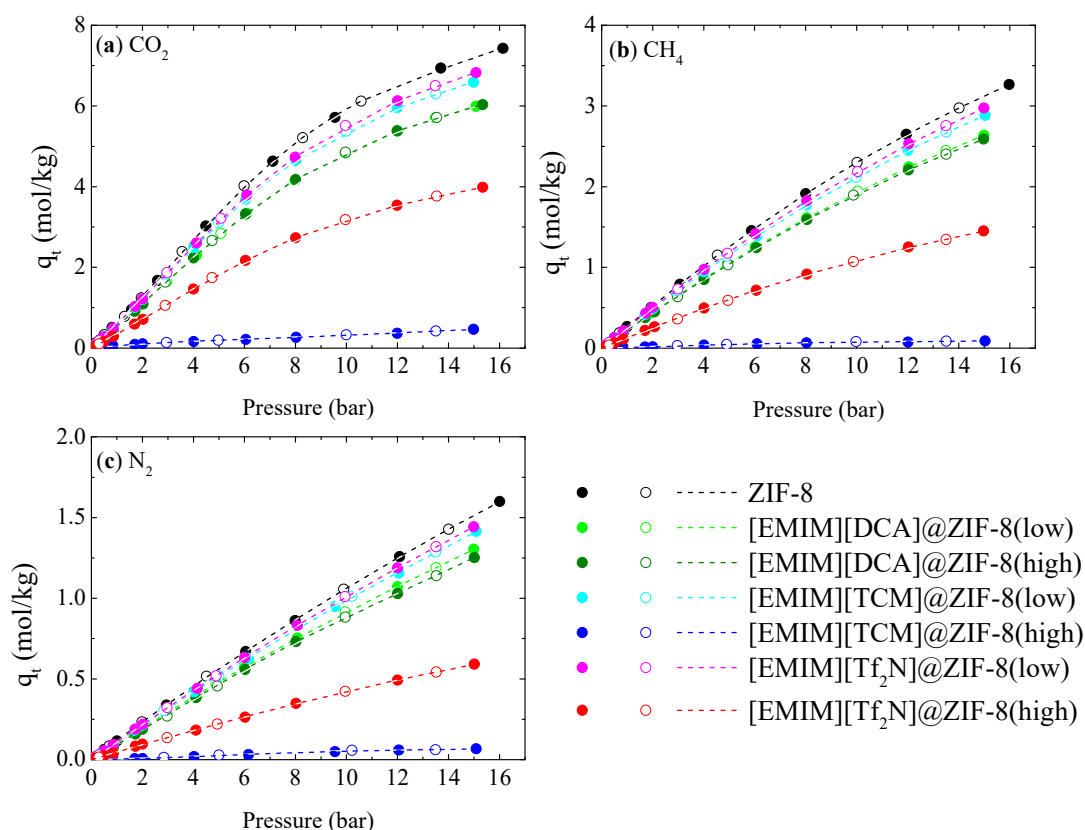 (a) CO₂
qₜ (mol/kg)
8
6
4
2
0
0 2 4 6 8 10 12 14 16
Pressure (bar)
(b) CH₄
qₜ (mol/kg)
4
3
2
1
0
0 2 4 6 8 10 12 14 16
Pressure (bar)
(c) N₂
qₜ (mol/kg)
2.0
1.5
1.0
0.5
0.0
0 2 4 6 8 10 12 14 16
Pressure (bar)
ZIF-8
[EMIM][DCA]@ZIF-8(low)
[EMIM][DCA]@ZIF-8(high)
[EMIM][TCM]@ZIF-8(low)
[EMIM][TCM]@ZIF-8(high)
[EMIM][Tf₂N]@ZIF-8(low)
[EMIM][Tf₂N]@ZIF-8(high)